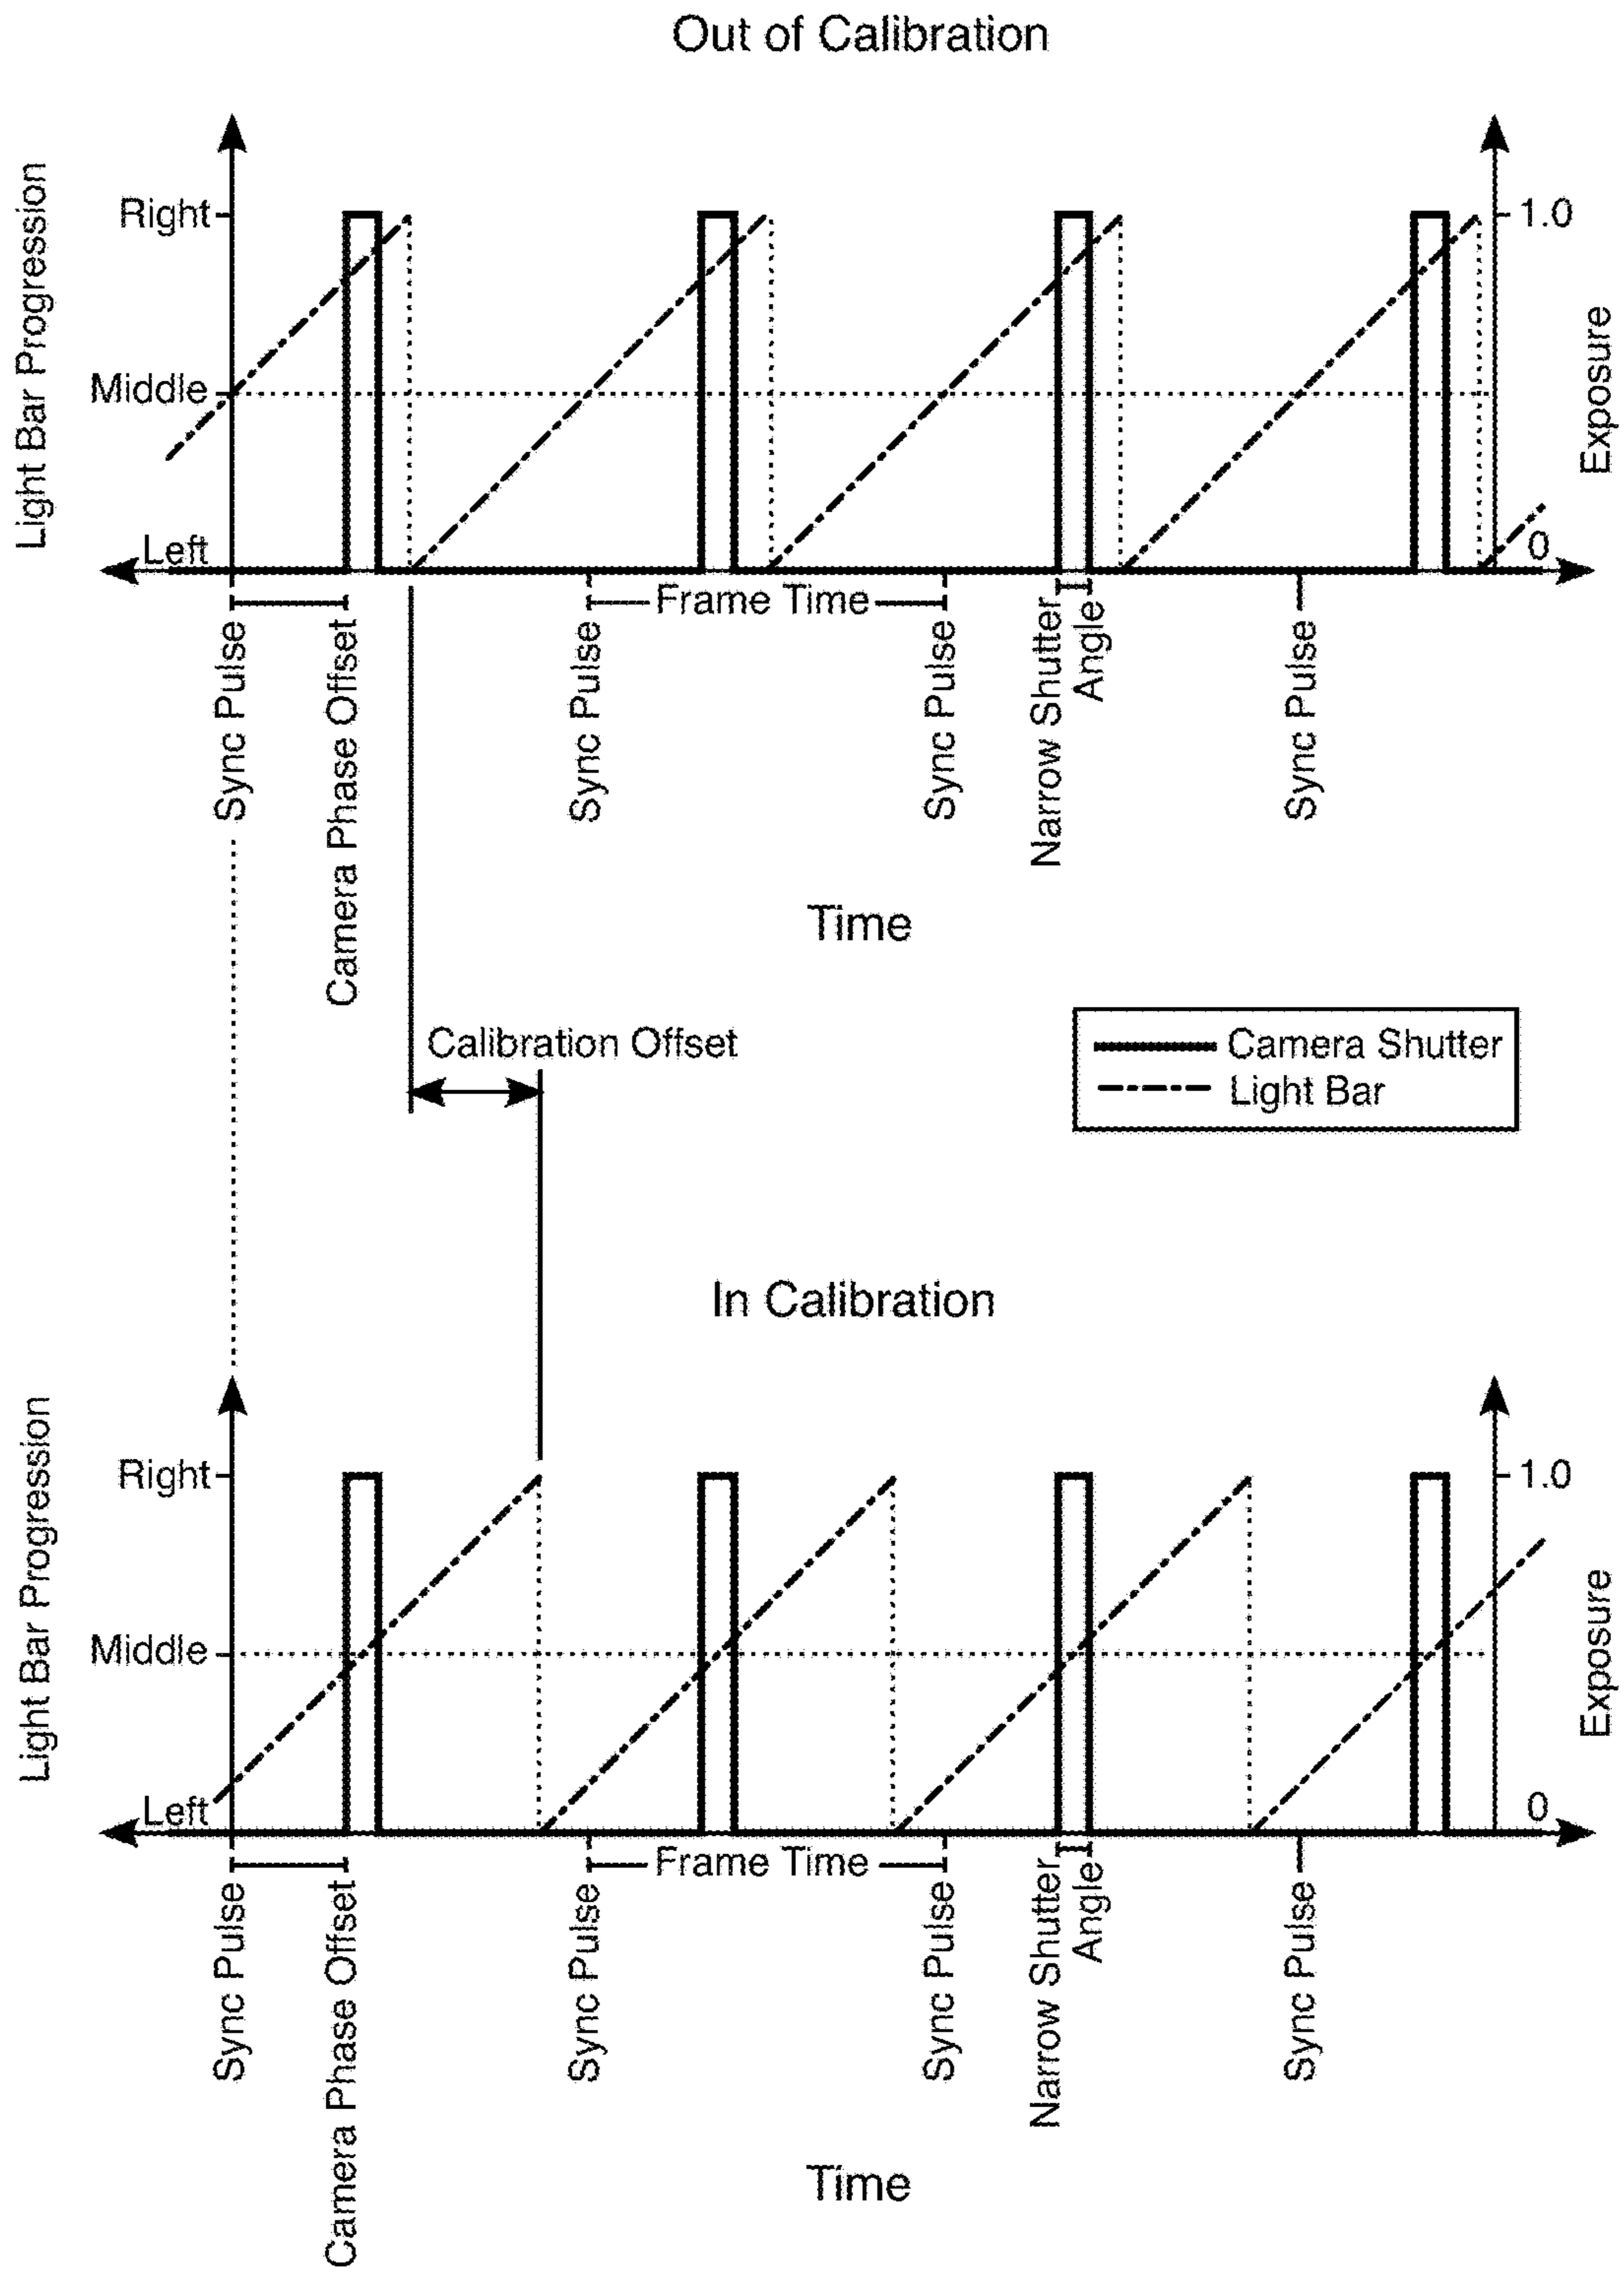 Out of Calibration
Light Bar Progression
Right
Middle
Left
1.0
0
Exposure
Frame Time
Sync Pulse
Camera Phase Offset
Sync Pulse
Sync Pulse
Narrow Shutter
Angle
Sync Pulse
Time
Calibration Offset
Camera Shutter
Light Bar
In Calibration
Light Bar Progression
Right
Middle
Left
1.0
0
Exposure
Frame Time
Sync Pulse
Camera Phase Offset
Sync Pulse
Sync Pulse
Narrow Shutter
Angle
Sync Pulse
Time